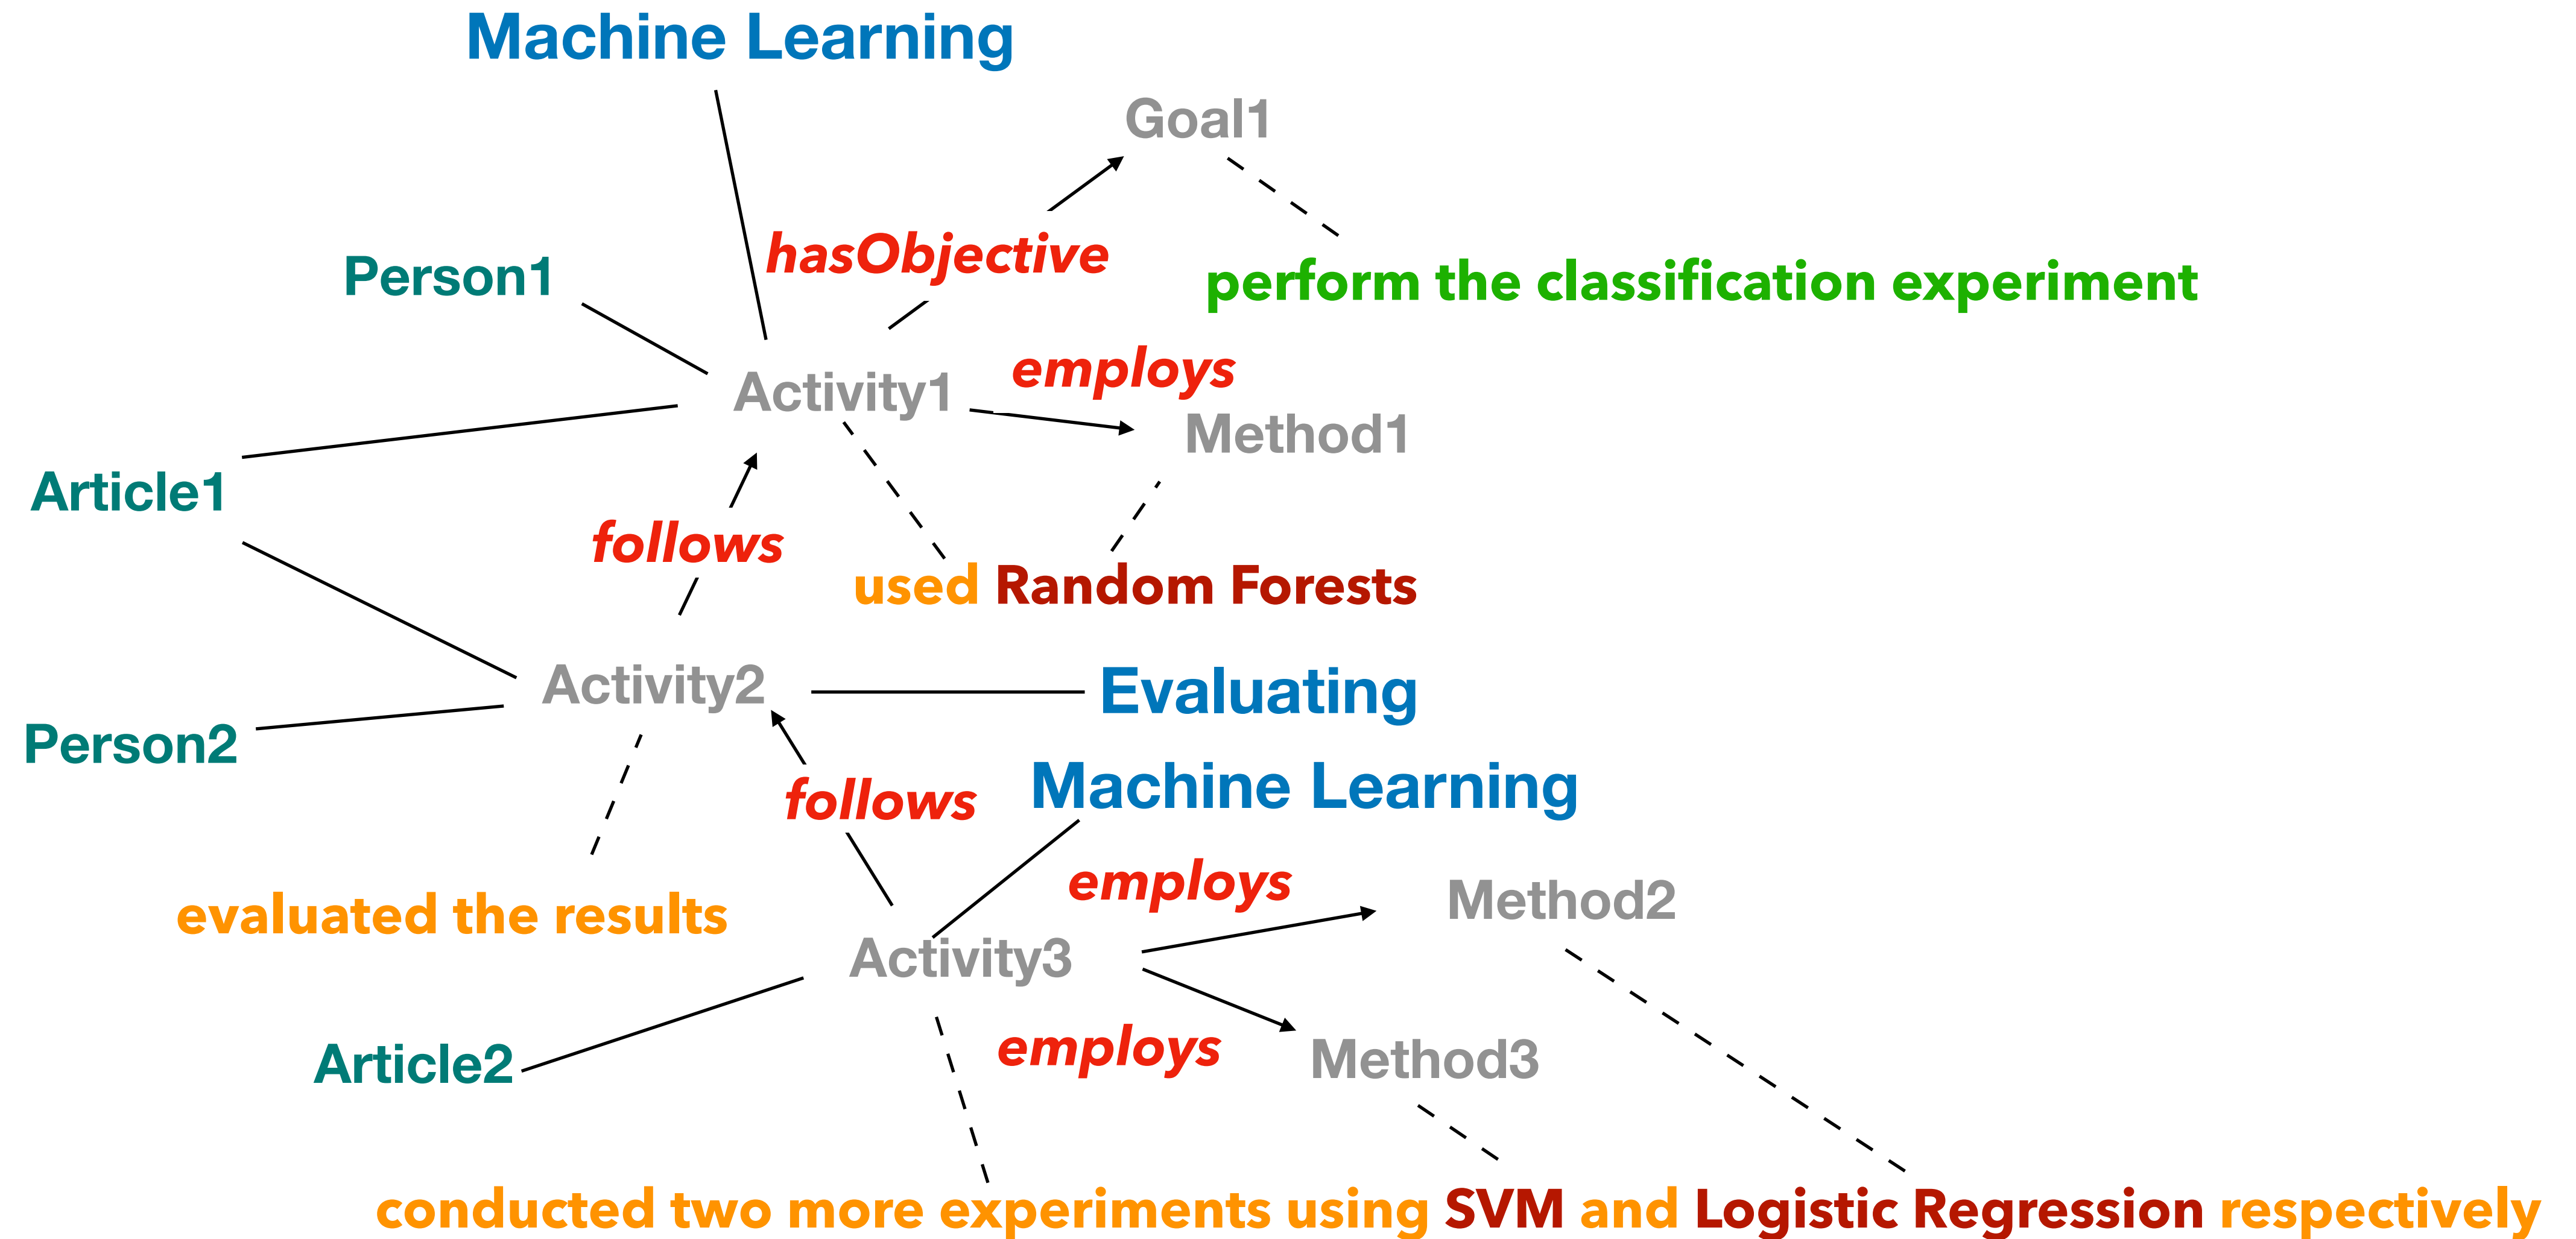 Machine Learning
Goal1
hasObjective
Person1
perform the classification experiment
employs
Activity1
Method1
Article1
follows
used Random Forests
Activity2
Evaluating
Person2
Machine Learning
follows
employs
Method2
evaluated the results
Activity3
employs
Method3
Article2
conducted two more experiments using SVM and Logistic Regression respectively